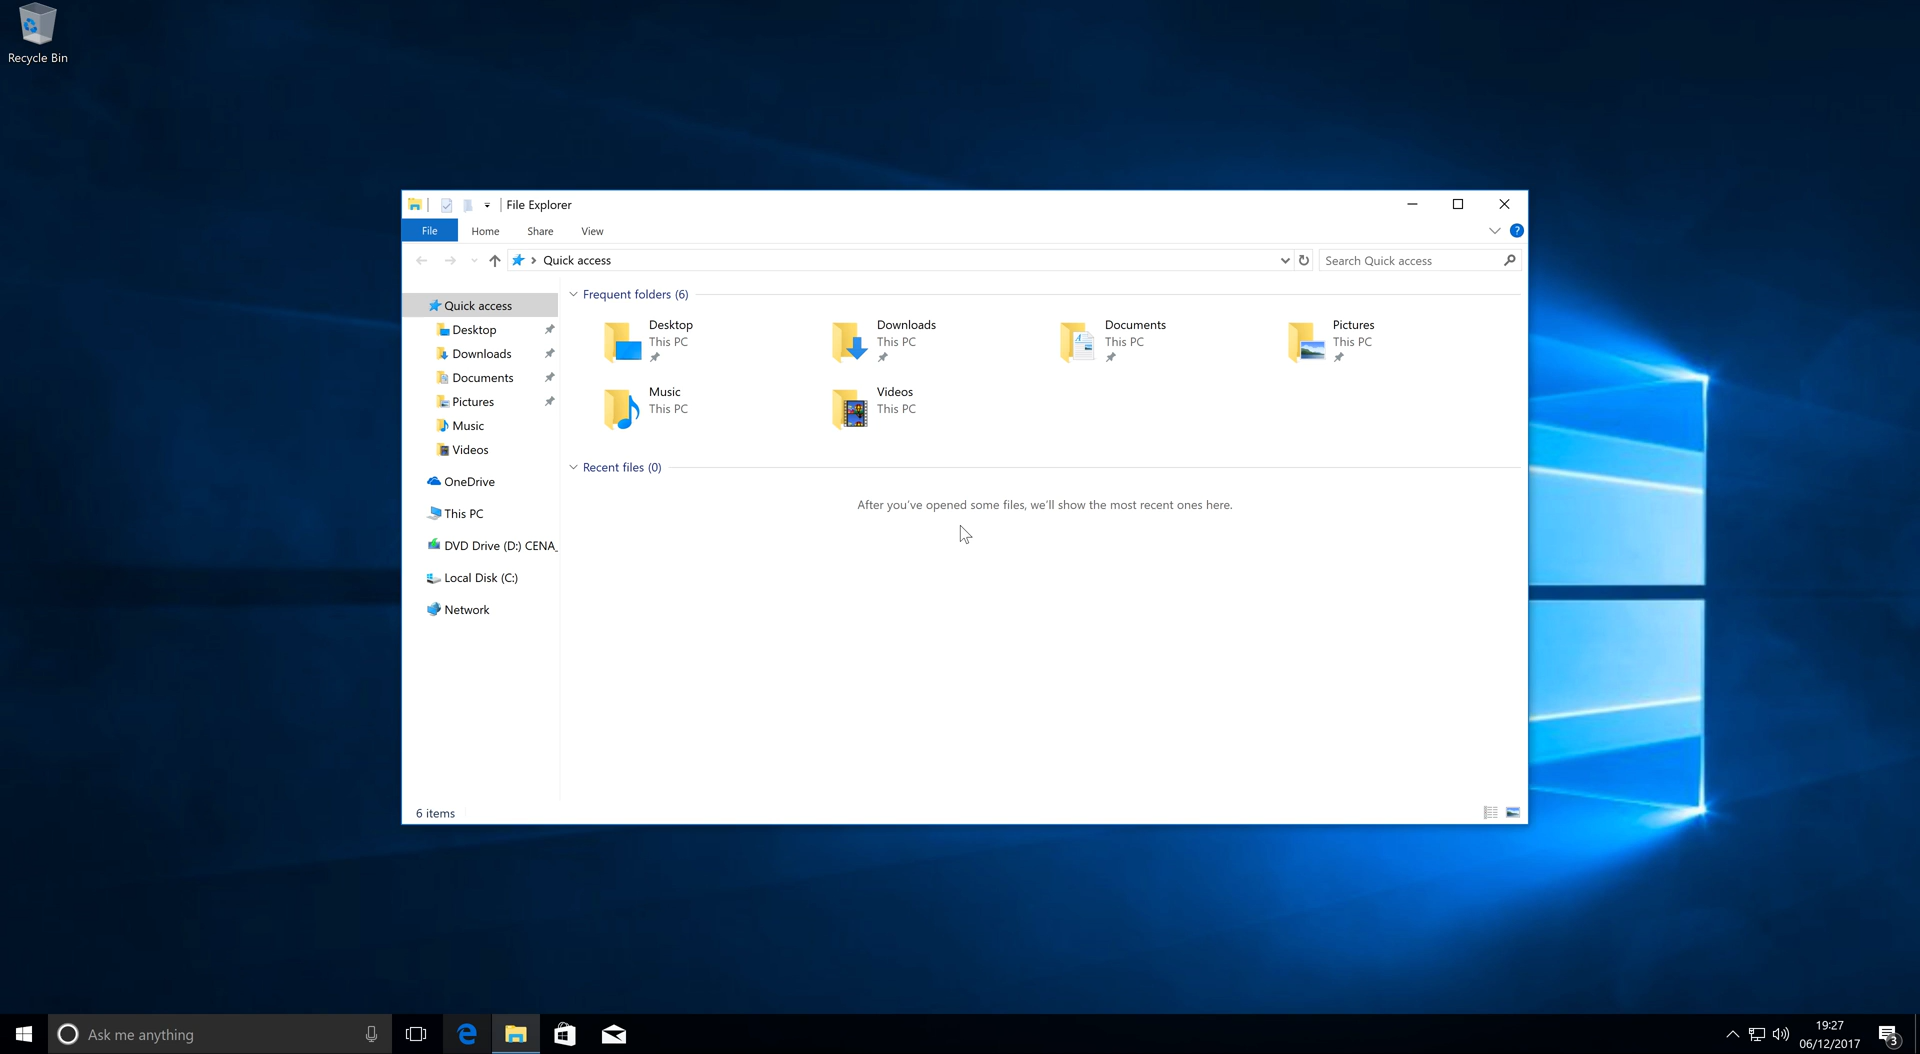 Recycle Bin
File Explorer
File
Home
Share
View
?
Quick access
Search Quick access
Quick access
Desktop
Downloads
Documents
Pictures
Music
Videos
OneDrive
This PC
DVD Drive (D:) CENA_
Local Disk (C:)
Network
Frequent folders (6)
Desktop
This PC
Downloads
This PC
Documents
This PC
Pictures
This PC
Music
This PC
Videos
This PC
Recent files (0)
After you've opened some files, we'll show the most recent ones here.
6 items
Ask me anything
19:27
06/12/2017
3